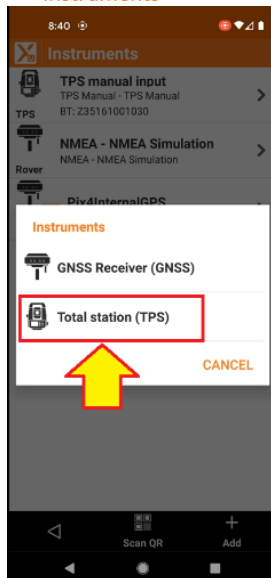 Instruments
8:40
Instruments
TPS manual input
TPS Manual - TPS Manual
BT: Z35161001030
TPS
NMEA - NMEA Simulation
NMEA - NMEA Simulation
Rover
Pix4InternalGPS
Instruments
GNSS Receiver (GNSS)
Total station (TPS)
CANCEL
Scan QR
Add